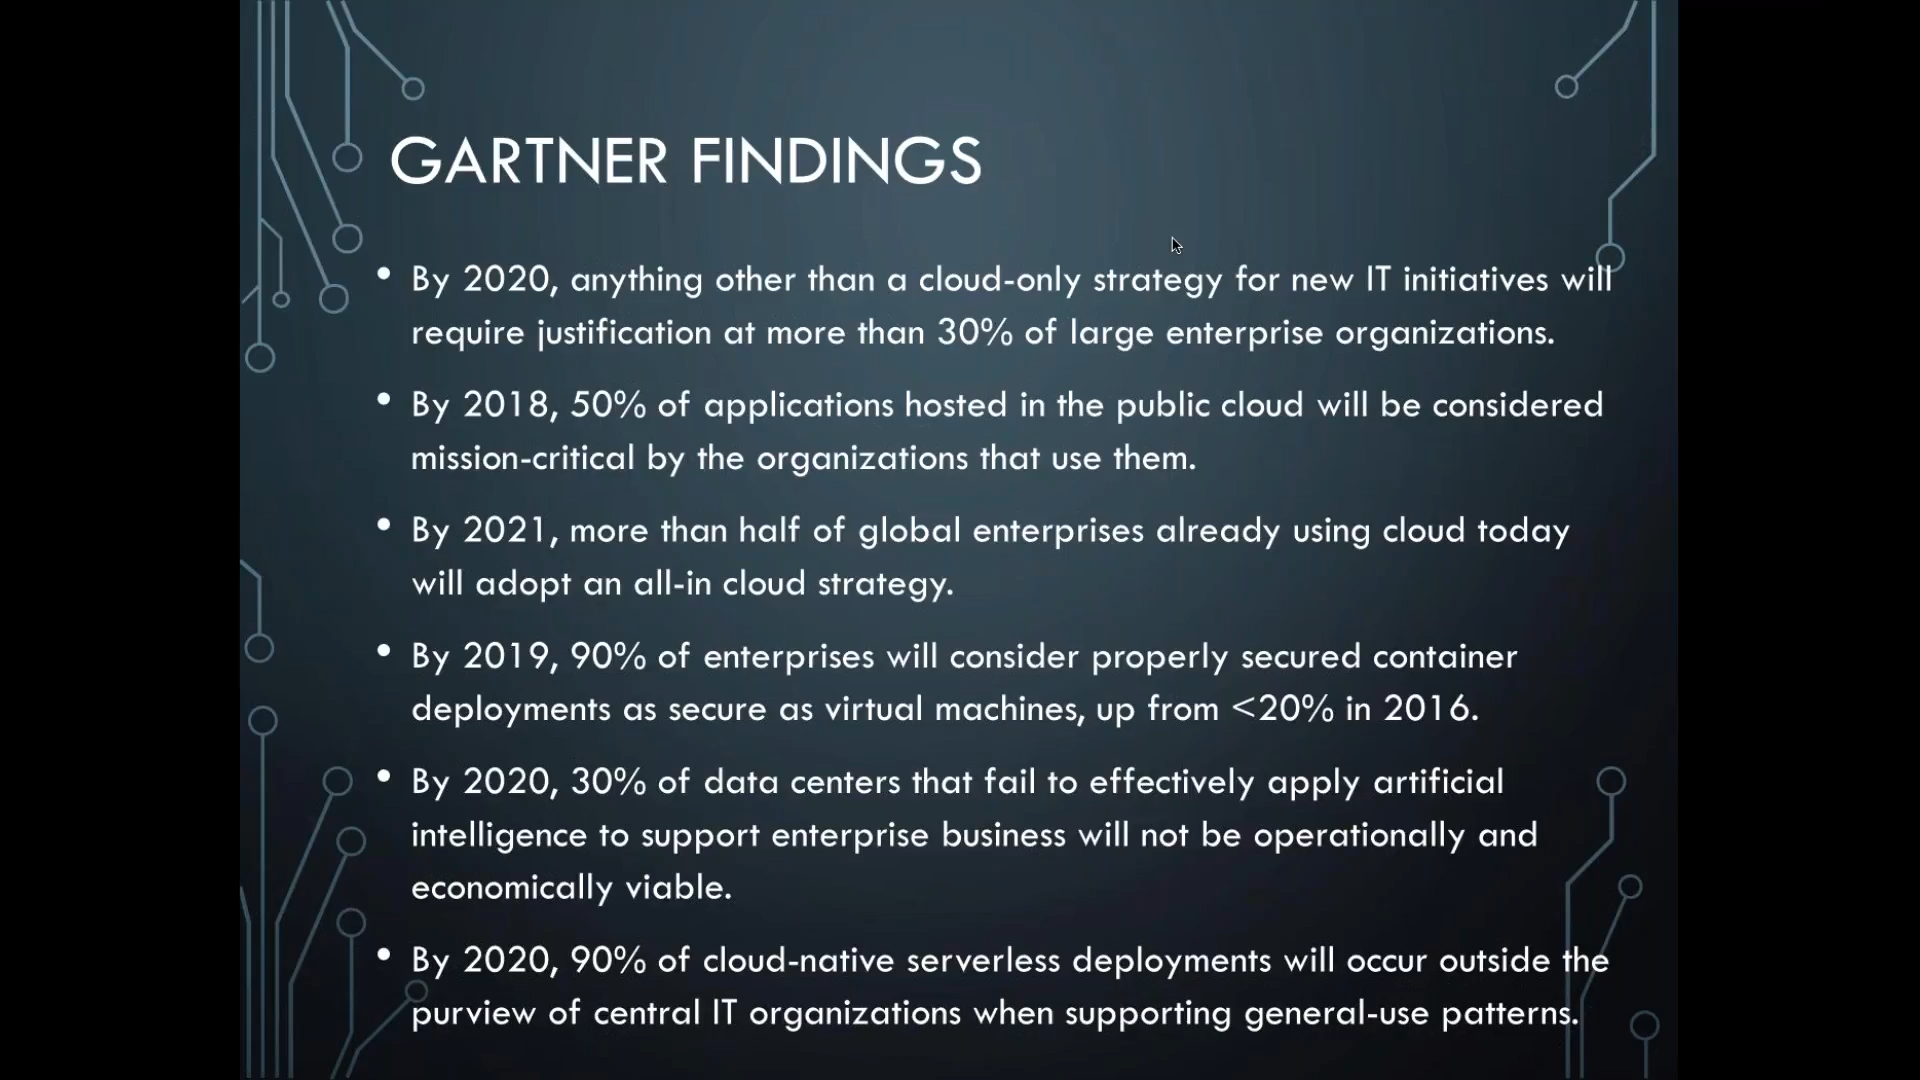 GARTNER FINDINGS
• By 2020, anything other than a cloud-only strategy for new IT initiatives will
require justification at more than 30% of large enterprise organizations.
• By 2018, 50% of applications hosted in the public cloud will be considered
mission-critical by the organizations that use them.
• By 2021, more than half of global enterprises already using cloud today
will adopt an all-in cloud strategy.
• By 2019, 90% of enterprises will consider properly secured container
deployments as secure as virtual machines, up from <20% in 2016.
• By 2020, 30% of data centers that fail to effectively apply artificial
intelligence to support enterprise business will not be operationally and
economically viable.
• By 2020, 90% of cloud-native serverless deployments will occur outside the
purview of central IT organizations when supporting general-use patterns.